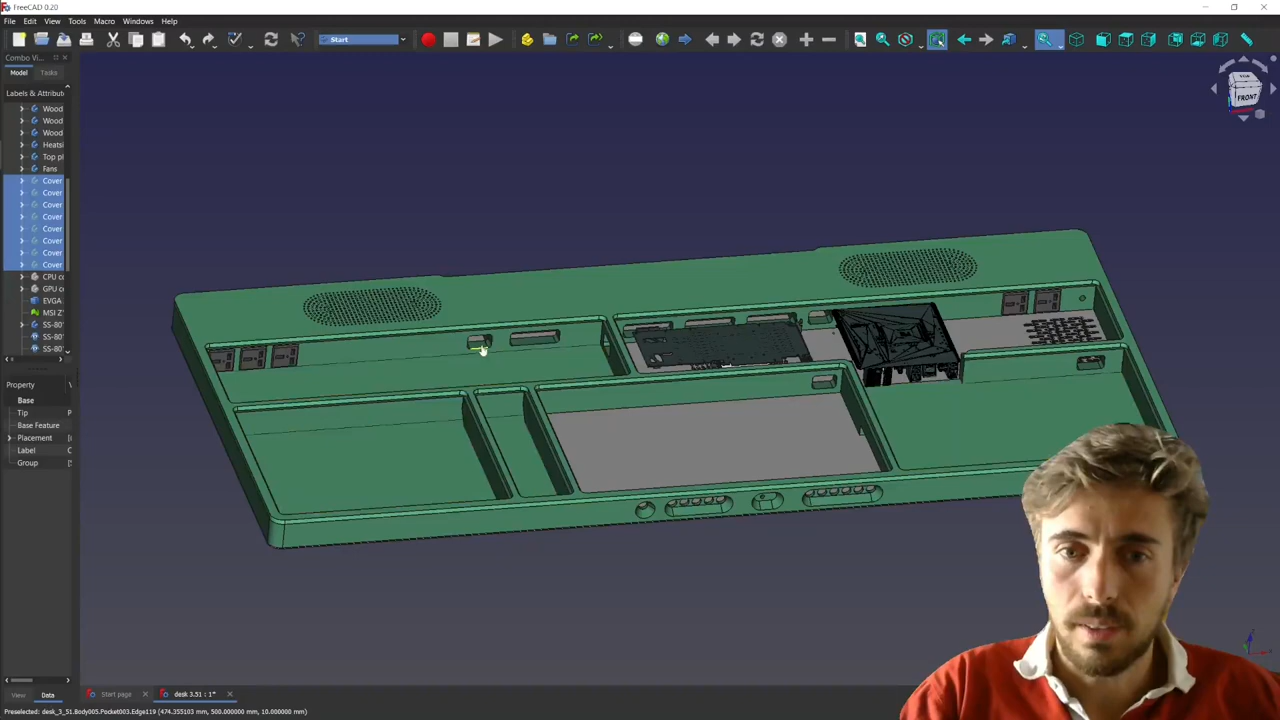 FreeCAD 0.20
File Edit View Tools Macro Windows Help
Start
Combo Vi...
Model Tasks
Labels & Attribut
Wood
Wood
Wood
Heatsi
Top pl
Fans
Cover
Cover
Cover
Cover
Cover
Cover
Cover
Cover
CPU co
GPU co
EVGA
MSI Z
SS-80
SS-80
SS-80
Property
Base
Tip
Base Feature
Placement
Label
Group
View Data
Start page
desk 3.51 : 1*
Preselected: desk_3_51.Body005.Pocket003.Edge119 (474.355103 mm, 500.000000 mm, 10.000000 mm)
FRONT